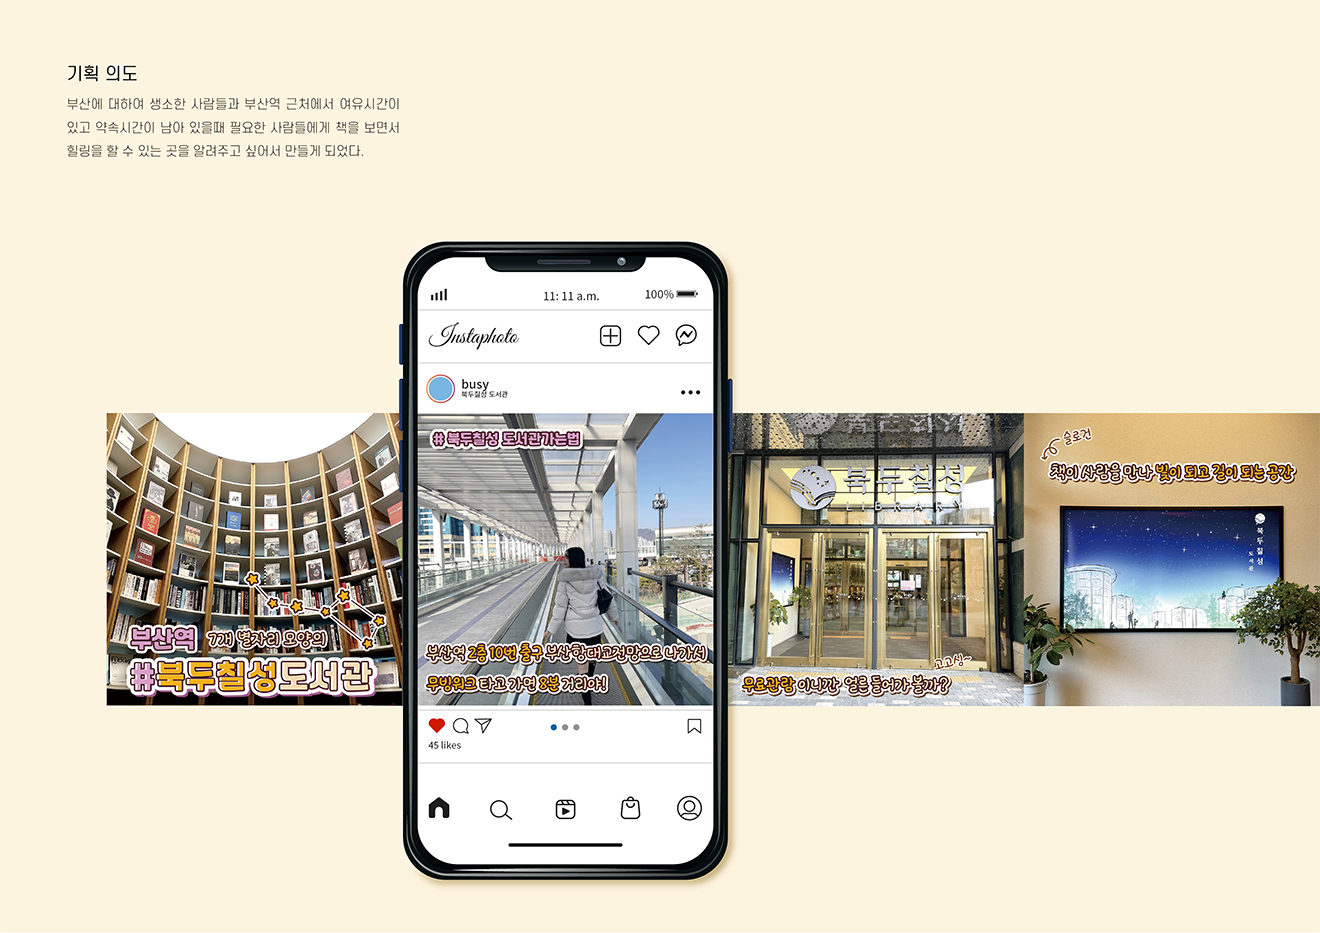 기획 의도
부산에 대하여 생소한 사람들과 부산역 근처에서 여유시간이
있고 약속시간이 남아 있을때 필요한 사람들에게 책을 보면서
힐링을 할 수 있는 곳을 알려주고 싶어서 만들게 되었다.
11: 11 a.m.
100%
Instaphoto
busy
북두칠성 도서관
부산역 7개 별자리 모양의
#북두칠성도서관
# 북두칠성 도서관가는법
부산역 2층 10번 출구 부산항대교전망으로 나가서
무빙워크 타고 가면 8분 거리야!
북두칠성
LIBRARY
고고싱~
무료관람 이니깐 얼른 들어가 볼까?
슬로건
책이 사람을 만나 빛이 되고 길이 되는 공간
북두칠성
도서관
45 likes